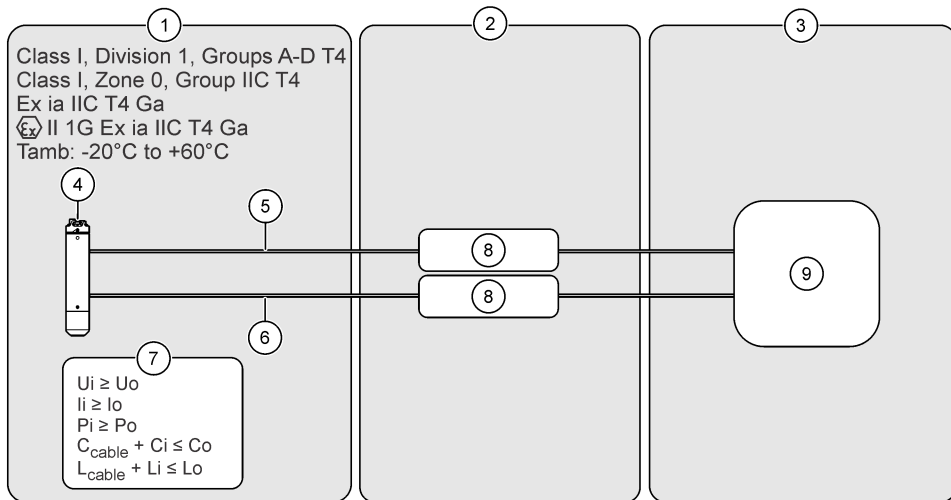 1
2
3
Class I, Division 1, Groups A-D T4
Class I, Zone 0, Group IIC T4
Ex ia IIC T4 Ga
Ex II 1G Ex ia IIC T4 Ga
Tamb: -20°C to +60°C
4
5
8
9
8
6
7
Ui ≥ Uo
Ii ≥ Io
Pi ≥ Po
Ccable + Ci ≤ Co
Lcable + Li ≤ Lo